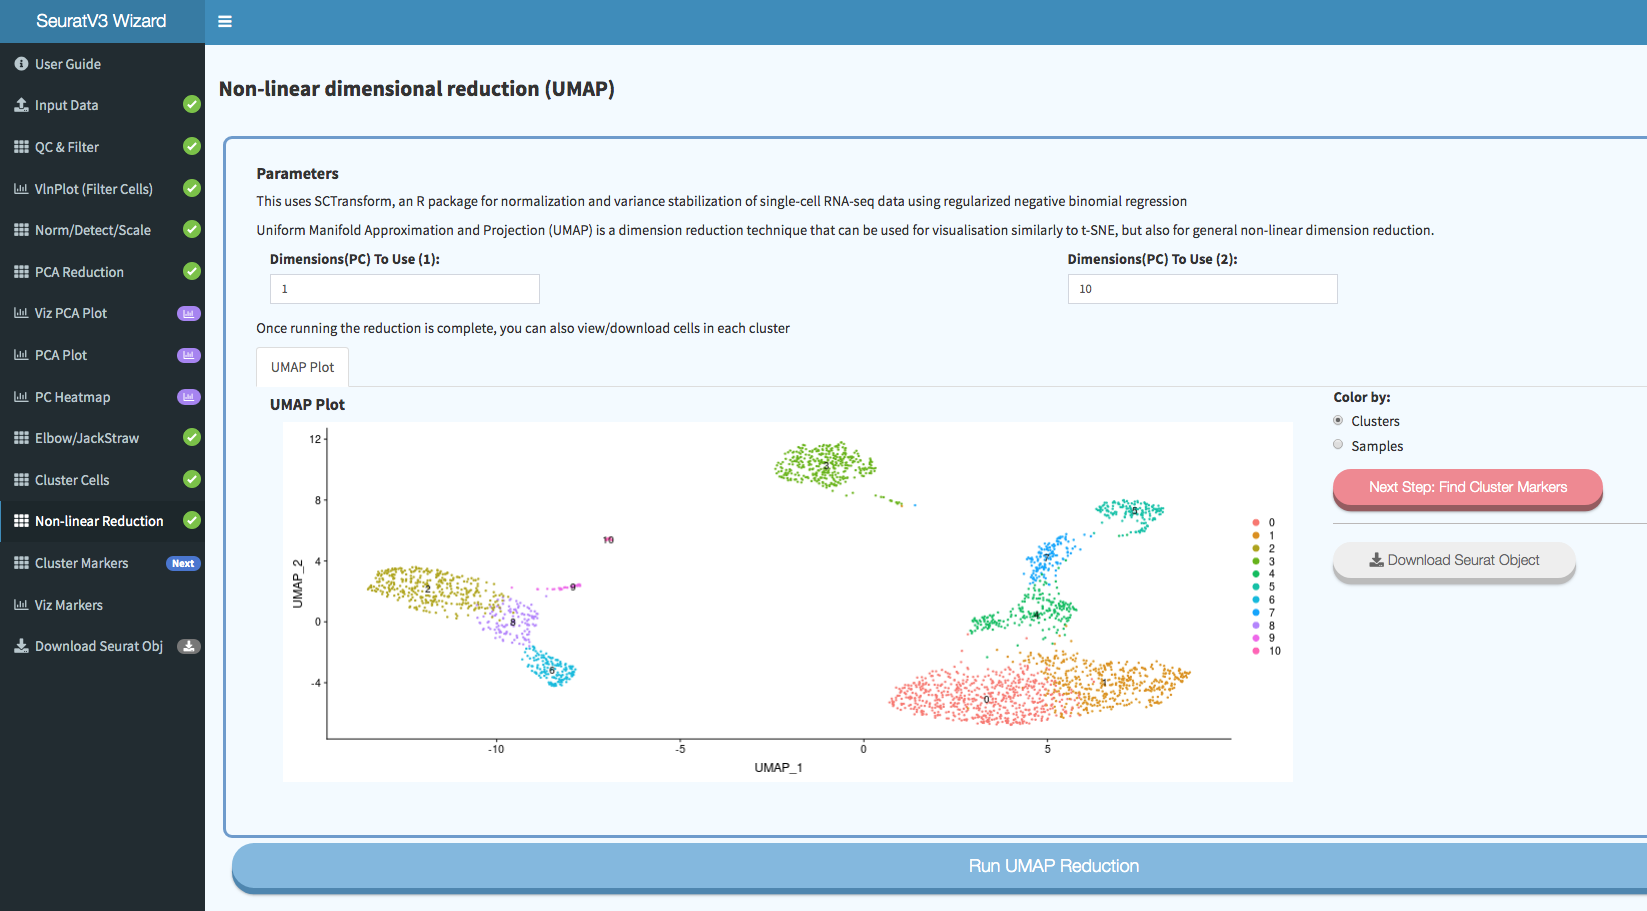 SeuratV3 Wizard
User Guide
Input Data
QC & Filter
VlnPlot (Filter Cells)
Norm/Detect/Scale
PCA Reduction
Viz PCA Plot
PCA Plot
PC Heatmap
Elbow/JackStraw
Cluster Cells
Non-linear Reduction
Cluster Markers Next
Viz Markers
Download Seurat Obj
Non-linear dimensional reduction (UMAP)
Parameters
This uses SCTransform, an R package for normalization and variance stabilization of single-cell RNA-seq data using regularized negative binomial regression
Uniform Manifold Approximation and Projection (UMAP) is a dimension reduction technique that can be used for visualisation similarly to t-SNE, but also for general non-linear dimension reduction.
Dimensions(PC) To Use (1): Dimensions(PC) To Use (2):
1 10
Once running the reduction is complete, you can also view/download cells in each cluster
UMAP Plot
UMAP Plot
12
8
4
0
-4
UMAP_2
3
5
10
7
9
2
4
8
6
1
0
-10 -5 0 5
UMAP_1
0
1
2
3
4
5
6
7
8
9
10
Color by:
Clusters
Samples
Next Step: Find Cluster Markers
Download Seurat Object
Run UMAP Reduction